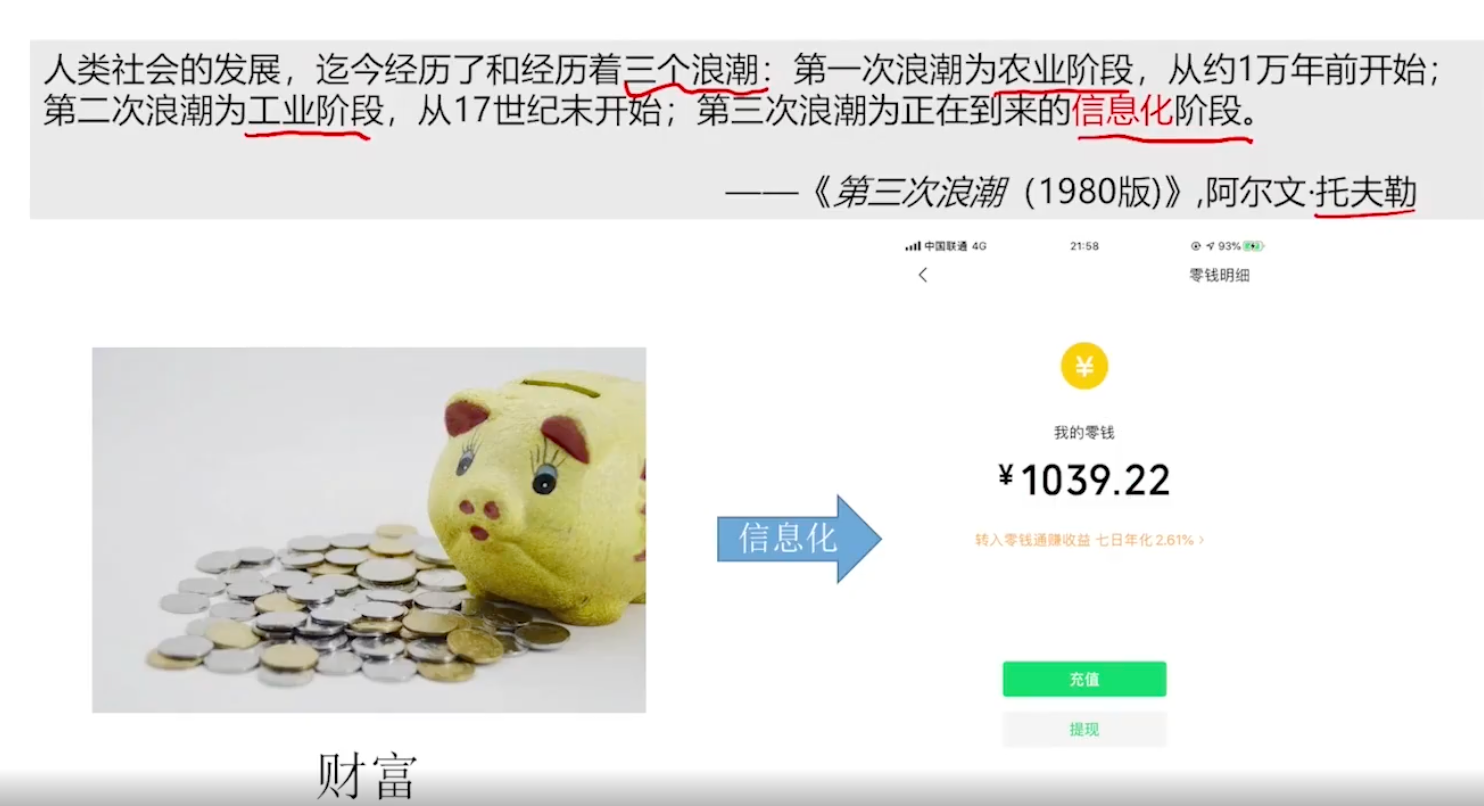 人类社会的发展，迄今经历了和经历着三个浪潮：第一次浪潮为农业阶段，从约1万年前开始；
第二次浪潮为工业阶段，从17世纪末开始；第三次浪潮为正在到来的信息化阶段。
——《第三次浪潮（1980版)》,阿尔文·托夫勒
中国联通 4G 21:58 93%
零钱明细
¥
我的零钱
¥1039.22
信息化
转入零钱通赚收益 七日年化2.61%
充值
提现
财富